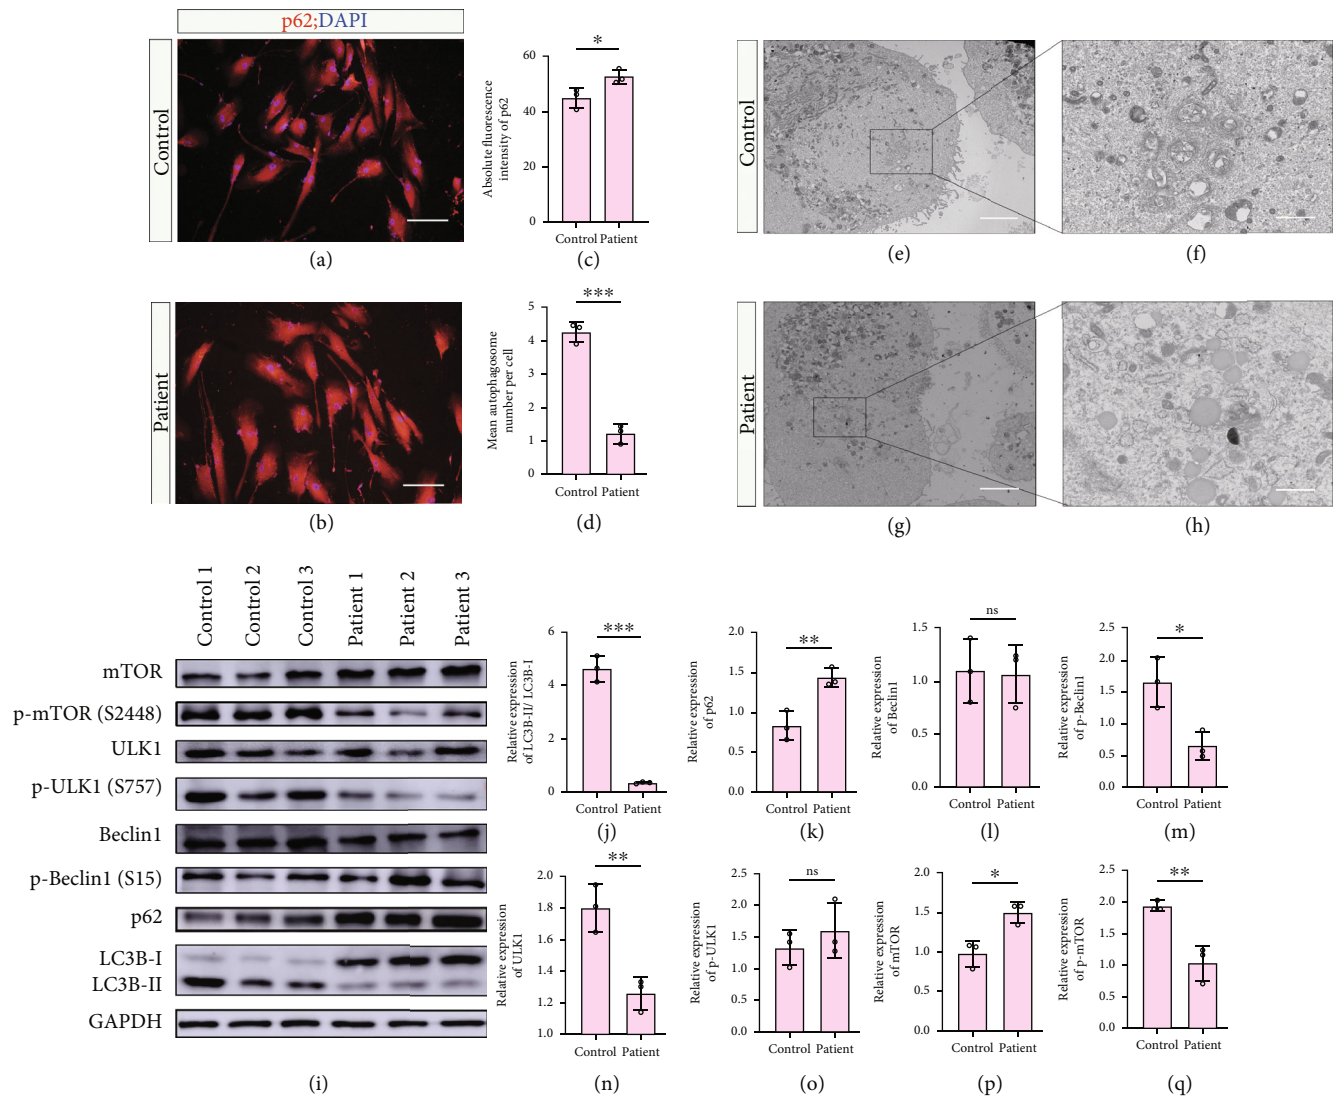 p62;DAPI
Control
(a)
Absolute fluorescence
intensity of p62
60
40
20
0
*
Control Patient
(c)
Control
(e)
(f)
Patient
(b)
Mean autophagosome
number per cell
5
4
3
2
1
0
***
Control Patient
(d)
Patient
(g)
(h)
Control 1
Control 2
Control 3
Patient 1
Patient 2
Patient 3
mTOR
p-mTOR (S2448)
ULK1
p-ULK1 (S757)
Beclin1
p-Beclin1 (S15)
p62
LC3B-I
LC3B-II
GAPDH
(i)
Relative expression
of LC3B-II/ LC3B-I
6
4
2
0
***
Control Patient
(j)
Relative expression
of p62
2.0
1.5
1.0
0.5
0.0
**
Control Patient
(k)
Relative expression
of Beclin1
1.5
1.0
0.5
0.0
ns
Control Patient
(l)
Relative expression
of p-Beclin1
2.5
2.0
1.5
1.0
0.5
0.0
*
Control Patient
(m)
Relative expression
of ULK1
2.0
1.8
1.6
1.4
1.2
1.0
**
Control Patient
(n)
Relative expression
of p-ULK1
2.5
2.0
1.5
1.0
0.5
0.0
ns
Control Patient
(o)
Relative expression
of mTOR
2.0
1.5
1.0
0.5
0.0
*
Control Patient
(p)
Relative expression
of p-mTOR
2.5
2.0
1.5
1.0
0.5
0.0
**
Control Patient
(q)